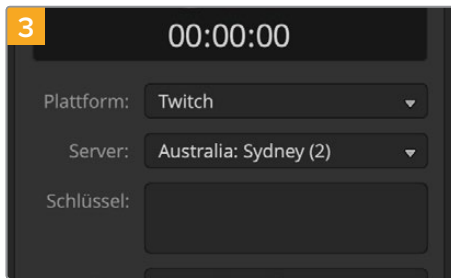 3
00:00:00
Plattform: Twitch
Server: Australia: Sydney (2)
Schlüssel: